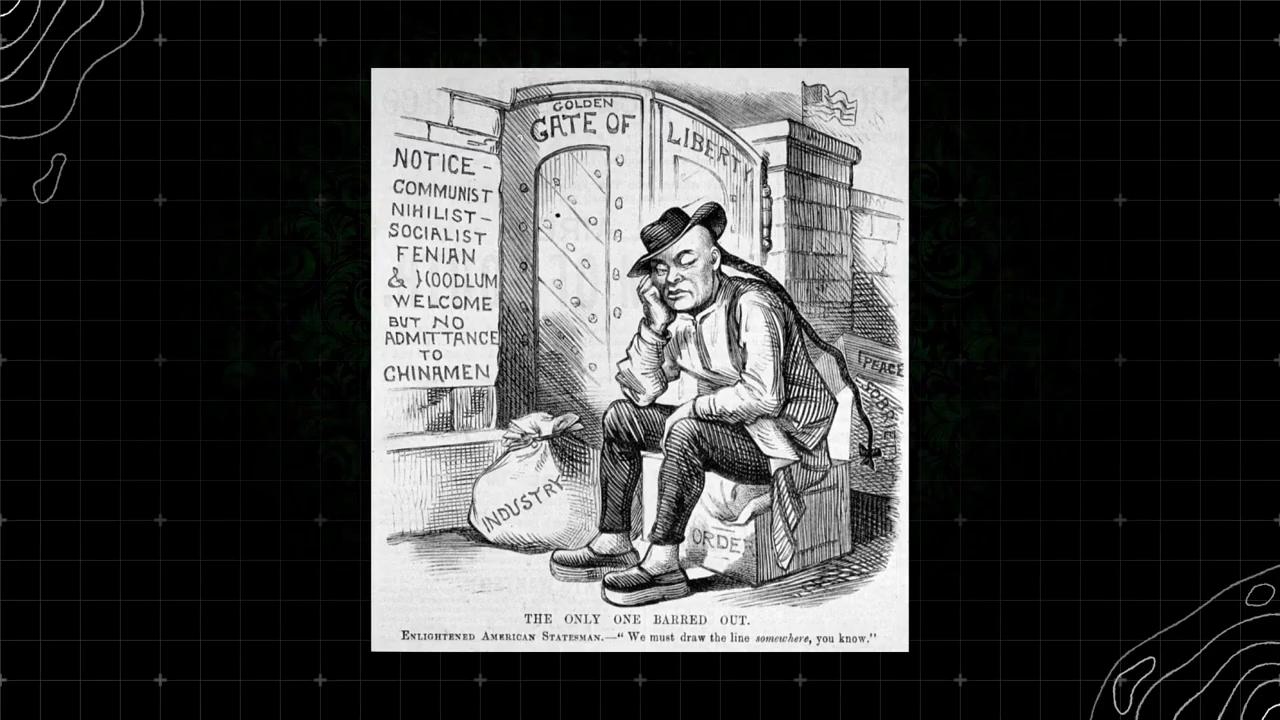 GOLDEN
GATE OF
LIBERTY
NOTICE -
COMMUNIST
NIHILIST -
SOCIALIST
FENIAN
& HOODLUM
WELCOME
BUT NO
ADMITTANCE
TO
CHINAMEN
PEACE
SOBRIETY
INDUSTRY
ORDE
THE ONLY ONE BARRED OUT.
ENLIGHTENED AMERICAN STATESMAN.—“ We must draw the line somewhere, you know.”